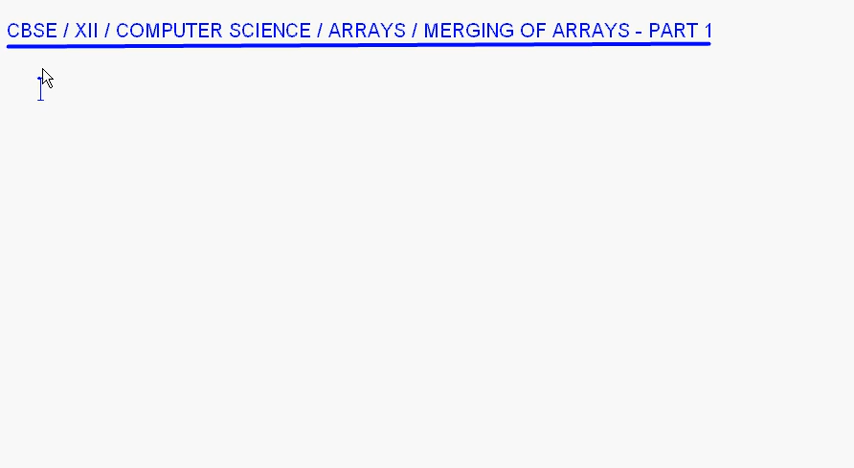 CBSE / XII / COMPUTER SCIENCE / ARRAYS / MERGING OF ARRAYS - PART 1